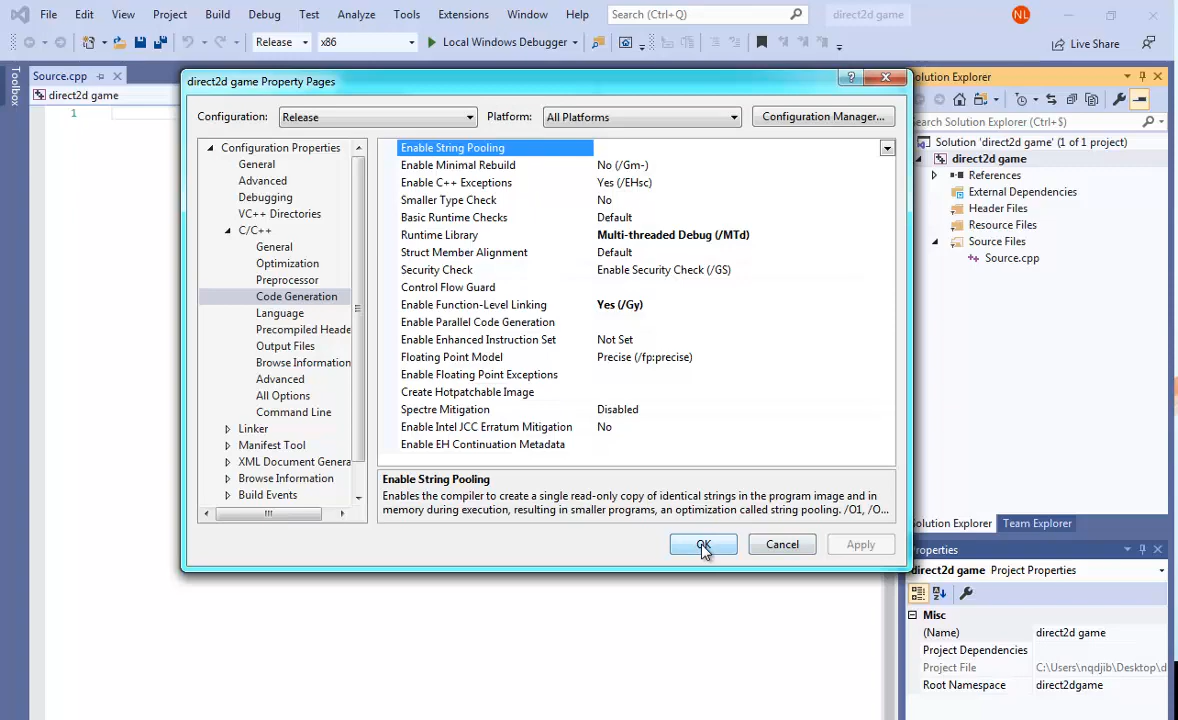 File Edit View Project Build Debug Test Analyze Tools Extensions Window Help Search (Ctrl+Q) direct2d game NL
Release x86 Local Windows Debugger Live Share
Toolbox
Source.cpp
direct2d game
1
direct2d game Property Pages
Configuration: Release Platform: All Platforms Configuration Manager...
Configuration Properties
General
Advanced
Debugging
VC++ Directories
C/C++
General
Optimization
Preprocessor
Code Generation
Language
Precompiled Heade
Output Files
Browse Information
Advanced
All Options
Command Line
Linker
Manifest Tool
XML Document Genera
Browse Information
Build Events
Enable String Pooling
Enable Minimal Rebuild No (/Gm-)
Enable C++ Exceptions Yes (/EHsc)
Smaller Type Check No
Basic Runtime Checks Default
Runtime Library Multi-threaded Debug (/MTd)
Struct Member Alignment Default
Security Check Enable Security Check (/GS)
Control Flow Guard
Enable Function-Level Linking Yes (/Gy)
Enable Parallel Code Generation
Enable Enhanced Instruction Set Not Set
Floating Point Model Precise (/fp:precise)
Enable Floating Point Exceptions
Create Hotpatchable Image
Spectre Mitigation Disabled
Enable Intel JCC Erratum Mitigation No
Enable EH Continuation Metadata
Enable String Pooling
Enables the compiler to create a single read-only copy of identical strings in the program image and in
memory during execution, resulting in smaller programs, an optimization called string pooling. /O1, /O...
OK Cancel Apply
olution Explorer
Search Solution Explorer (Ctrl+$)
Solution 'direct2d game' (1 of 1 project)
direct2d game
References
External Dependencies
Header Files
Resource Files
Source Files
Source.cpp
olution Explorer Team Explorer
roperties
direct2d game Project Properties
Misc
(Name) direct2d game
Project Dependencies
Project File C:\Users\nqdjib\Desktop\d
Root Namespace direct2dgame